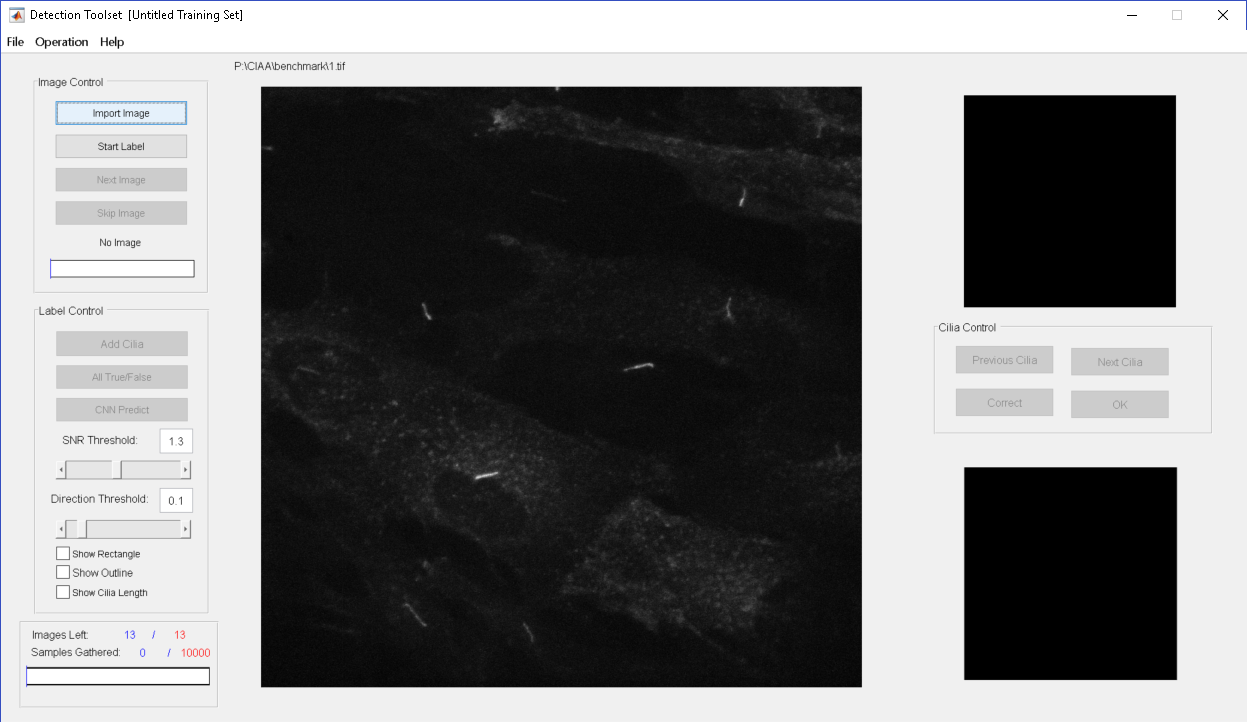 Detection Toolset [Untitled Training Set]
File Operation Help
P:\CIAA\benchmark\1.tif
Image Control
Import Image
Start Label
Next Image
Skip Image
No Image
Label Control
Add Cilia
All True/False
CNN Predict
SNR Threshold: 1.3
Direction Threshold: 0.1
Show Rectangle
Show Outline
Show Cilia Length
Images Left: 13 / 13
Samples Gathered: 0 / 10000
Cilia Control
Previous Cilia
Next Cilia
Correct
OK